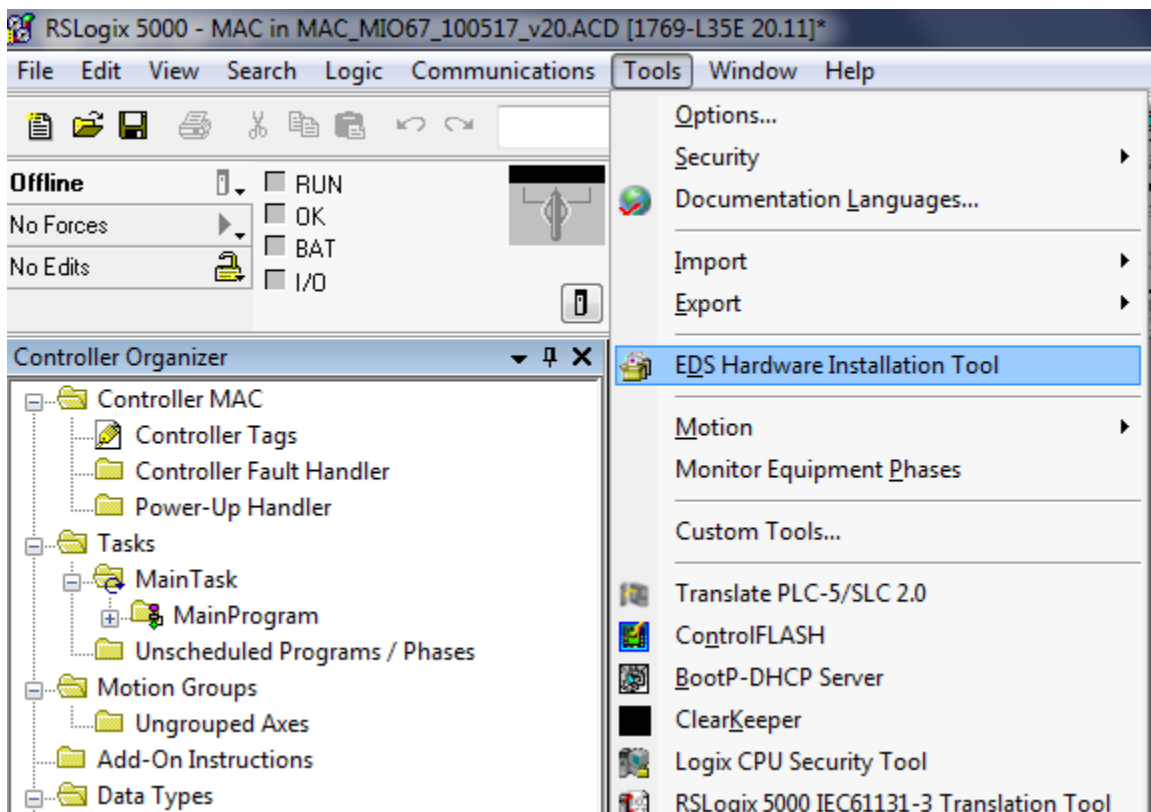 RSLogix 5000 - MAC in MAC_MIO67_100517_v20.ACD [1769-L35E 20.11]*
File Edit View Search Logic Communications Tools Window Help
Offline
RUN
No Forces
OK
BAT
No Edits
I/O
Controller Organizer
Controller MAC
Controller Tags
Controller Fault Handler
Power-Up Handler
Tasks
MainTask
MainProgram
Unscheduled Programs / Phases
Motion Groups
Ungrouped Axes
Add-On Instructions
Data Types
Options...
Security
Documentation Languages...
Import
Export
EDS Hardware Installation Tool
Motion
Monitor Equipment Phases
Custom Tools...
Translate PLC-5/SLC 2.0
ControlFLASH
BootP-DHCP Server
ClearKeeper
Logix CPU Security Tool
RSLogix 5000 IEC61131-3 Translation Tool